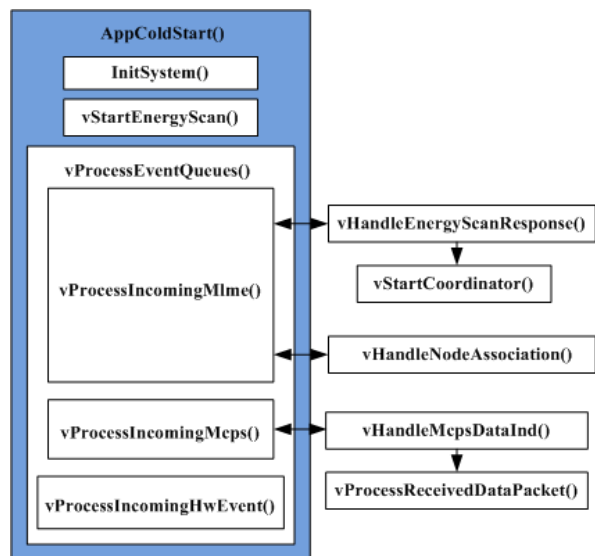 AppColdStart()
InitSystem()
vStartEnergyScan()
vProcessEventQueues()
vProcessIncomingMlme()
vHandleEnergyScanResponse()
vStartCoordinator()
vHandleNodeAssociation()
vProcessIncomingMcps()
vHandleMcpsDataInd()
vProcessReceivedDataPacket()
vProcessIncomingHwEvent()